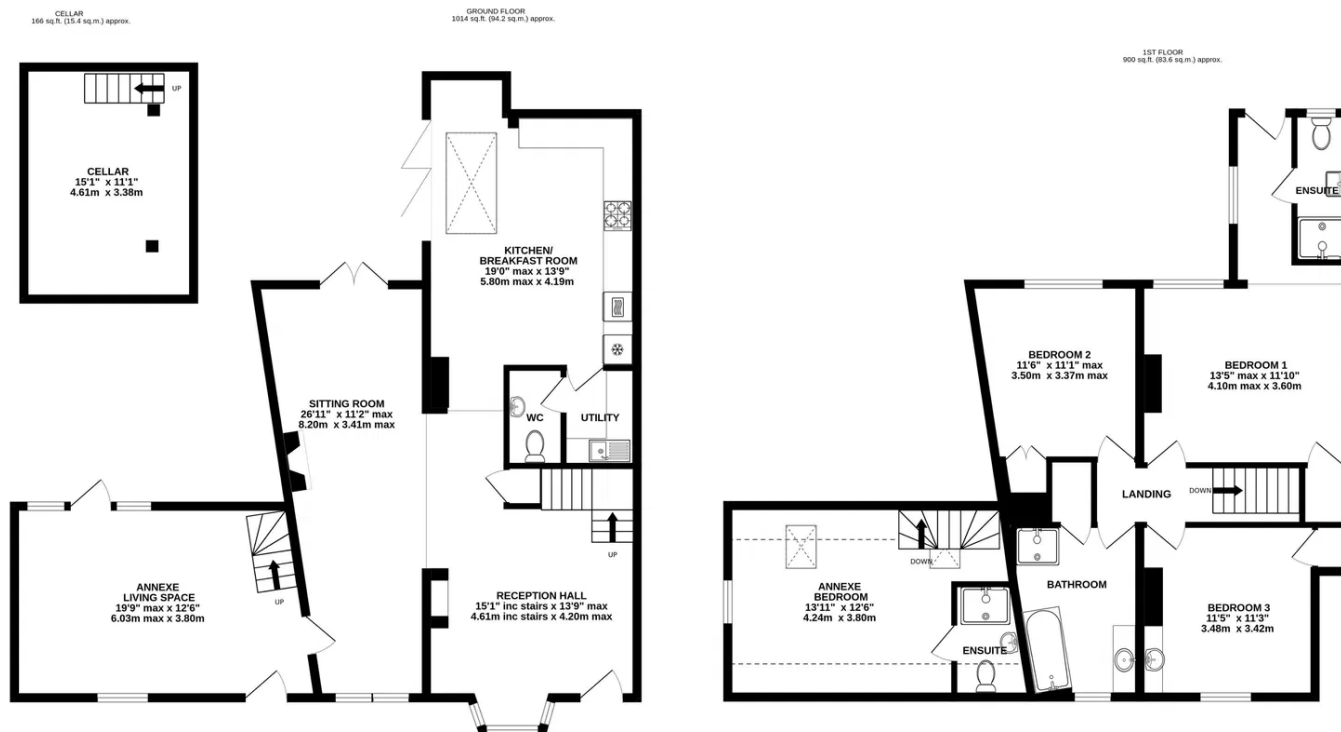 CELLAR
166 sq.ft. (15.4 sq.m.) approx.
GROUND FLOOR
1014 sq.ft. (94.2 sq.m.) approx.
1ST FLOOR
900 sq.ft. (83.6 sq.m.) approx.
UP
CELLAR
15'1" x 11'1"
4.61m x 3.38m
KITCHEN/
BREAKFAST ROOM
19'0" max x 13'9"
5.80m max x 4.19m
SITTING ROOM
26'11" x 11'2" max
8.20m x 3.41m max
WC
UTILITY
UP
ANNEXE
LIVING SPACE
19'9" max x 12'6"
6.03m max x 3.80m
UP
RECEPTION HALL
15'1" inc stairs x 13'9" max
4.61m inc stairs x 4.20m max
ENSUITE
BEDROOM 2
11'6" x 11'1" max
3.50m x 3.37m max
BEDROOM 1
13'5" max x 11'10"
4.10m max x 3.60m
LANDING
DOWN
DOWN
ANNEXE
BEDROOM
13'11" x 12'6"
4.24m x 3.80m
ENSUITE
BATHROOM
BEDROOM 3
11'5" x 11'3"
3.48m x 3.42m